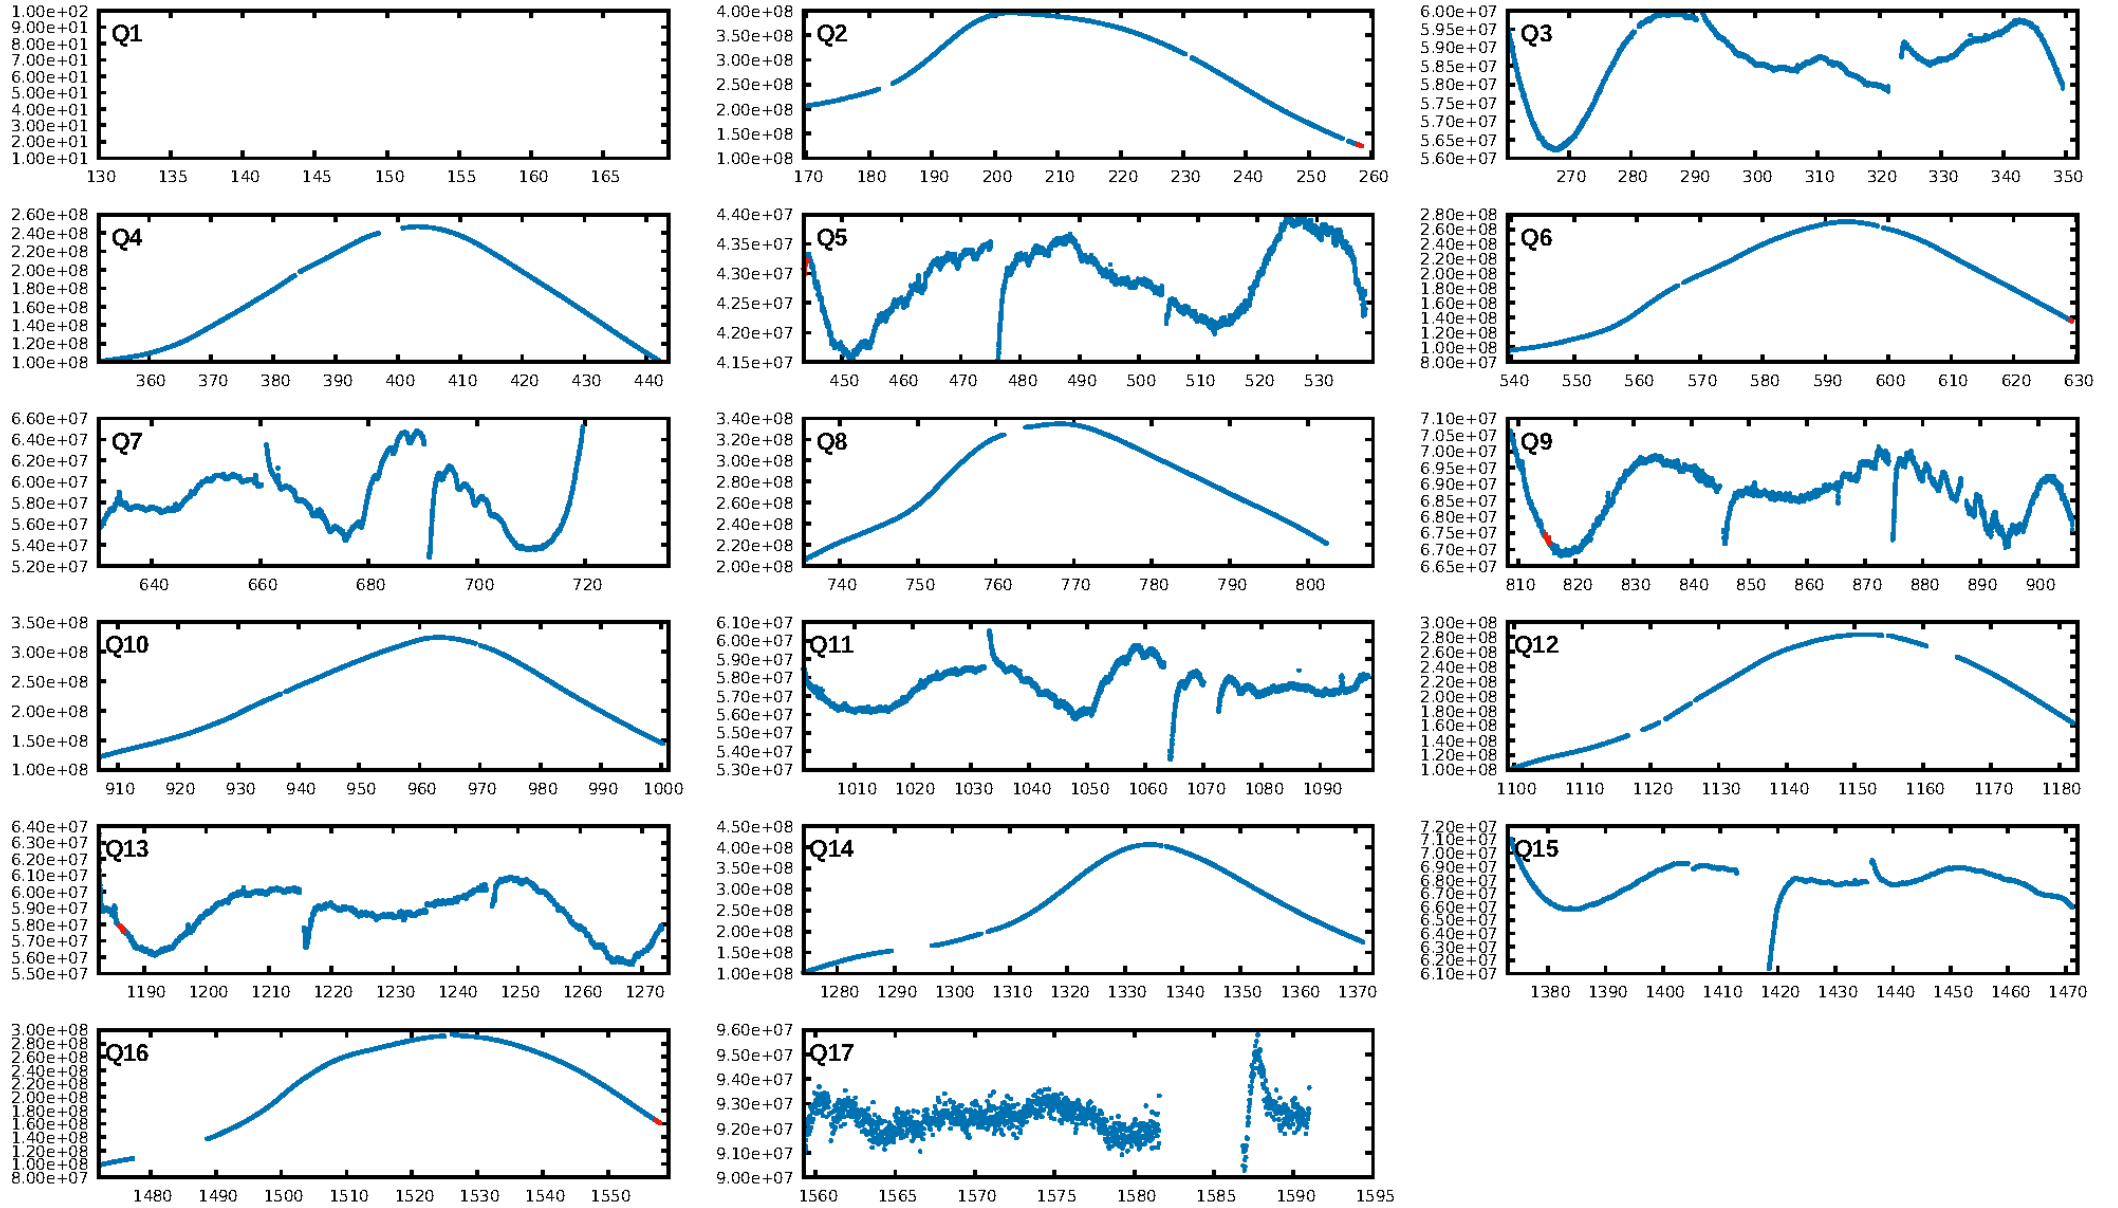 1.00e+02
9.00e+01
8.00e+01
7.00e+01
6.00e+01
5.00e+01
4.00e+01
3.00e+01
2.00e+01
1.00e+01
Q1
130 135 140 145 150 155 160 165
4.00e+08
3.50e+08
3.00e+08
2.50e+08
2.00e+08
1.50e+08
1.00e+08
Q2
170 180 190 200 210 220 230 240 250 260
6.00e+07
5.95e+07
5.90e+07
5.85e+07
5.80e+07
5.75e+07
5.70e+07
5.65e+07
5.60e+07
Q3
270 280 290 300 310 320 330 340 350
2.60e+08
2.40e+08
2.20e+08
2.00e+08
1.80e+08
1.60e+08
1.40e+08
1.20e+08
1.00e+08
Q4
360 370 380 390 400 410 420 430 440
4.40e+07
4.35e+07
4.30e+07
4.25e+07
4.20e+07
4.15e+07
Q5
450 460 470 480 490 500 510 520 530
2.80e+08
2.60e+08
2.40e+08
2.20e+08
2.00e+08
1.80e+08
1.60e+08
1.40e+08
1.20e+08
1.00e+08
8.00e+07
Q6
540 550 560 570 580 590 600 610 620 630
6.60e+07
6.40e+07
6.20e+07
6.00e+07
5.80e+07
5.60e+07
5.40e+07
5.20e+07
Q7
640 660 680 700 720
3.40e+08
3.20e+08
3.00e+08
2.80e+08
2.60e+08
2.40e+08
2.20e+08
2.00e+08
Q8
740 750 760 770 780 790 800
7.10e+07
7.05e+07
7.00e+07
6.95e+07
6.90e+07
6.85e+07
6.80e+07
6.75e+07
6.70e+07
6.65e+07
Q9
810 820 830 840 850 860 870 880 890 900
3.50e+08
3.00e+08
2.50e+08
2.00e+08
1.50e+08
1.00e+08
Q10
910 920 930 940 950 960 970 980 990 1000
6.10e+07
6.00e+07
5.90e+07
5.80e+07
5.70e+07
5.60e+07
5.50e+07
5.40e+07
5.30e+07
Q11
1010 1020 1030 1040 1050 1060 1070 1080 1090
3.00e+08
2.80e+08
2.60e+08
2.40e+08
2.20e+08
2.00e+08
1.80e+08
1.60e+08
1.40e+08
1.20e+08
1.00e+08
Q12
1100 1110 1120 1130 1140 1150 1160 1170 1180
6.40e+07
6.30e+07
6.20e+07
6.10e+07
6.00e+07
5.90e+07
5.80e+07
5.70e+07
5.60e+07
5.50e+07
Q13
1190 1200 1210 1220 1230 1240 1250 1260 1270
4.50e+08
4.00e+08
3.50e+08
3.00e+08
2.50e+08
2.00e+08
1.50e+08
1.00e+08
Q14
1280 1290 1300 1310 1320 1330 1340 1350 1360 1370
7.20e+07
7.10e+07
7.00e+07
6.90e+07
6.80e+07
6.70e+07
6.60e+07
6.50e+07
6.40e+07
6.30e+07
6.20e+07
6.10e+07
Q15
1380 1390 1400 1410 1420 1430 1440 1450 1460 1470
3.00e+08
2.80e+08
2.60e+08
2.40e+08
2.20e+08
2.00e+08
1.80e+08
1.60e+08
1.40e+08
1.20e+08
1.00e+08
8.00e+07
Q16
1480 1490 1500 1510 1520 1530 1540 1550
9.60e+07
9.50e+07
9.40e+07
9.30e+07
9.20e+07
9.10e+07
9.00e+07
Q17
1560 1565 1570 1575 1580 1585 1590 1595